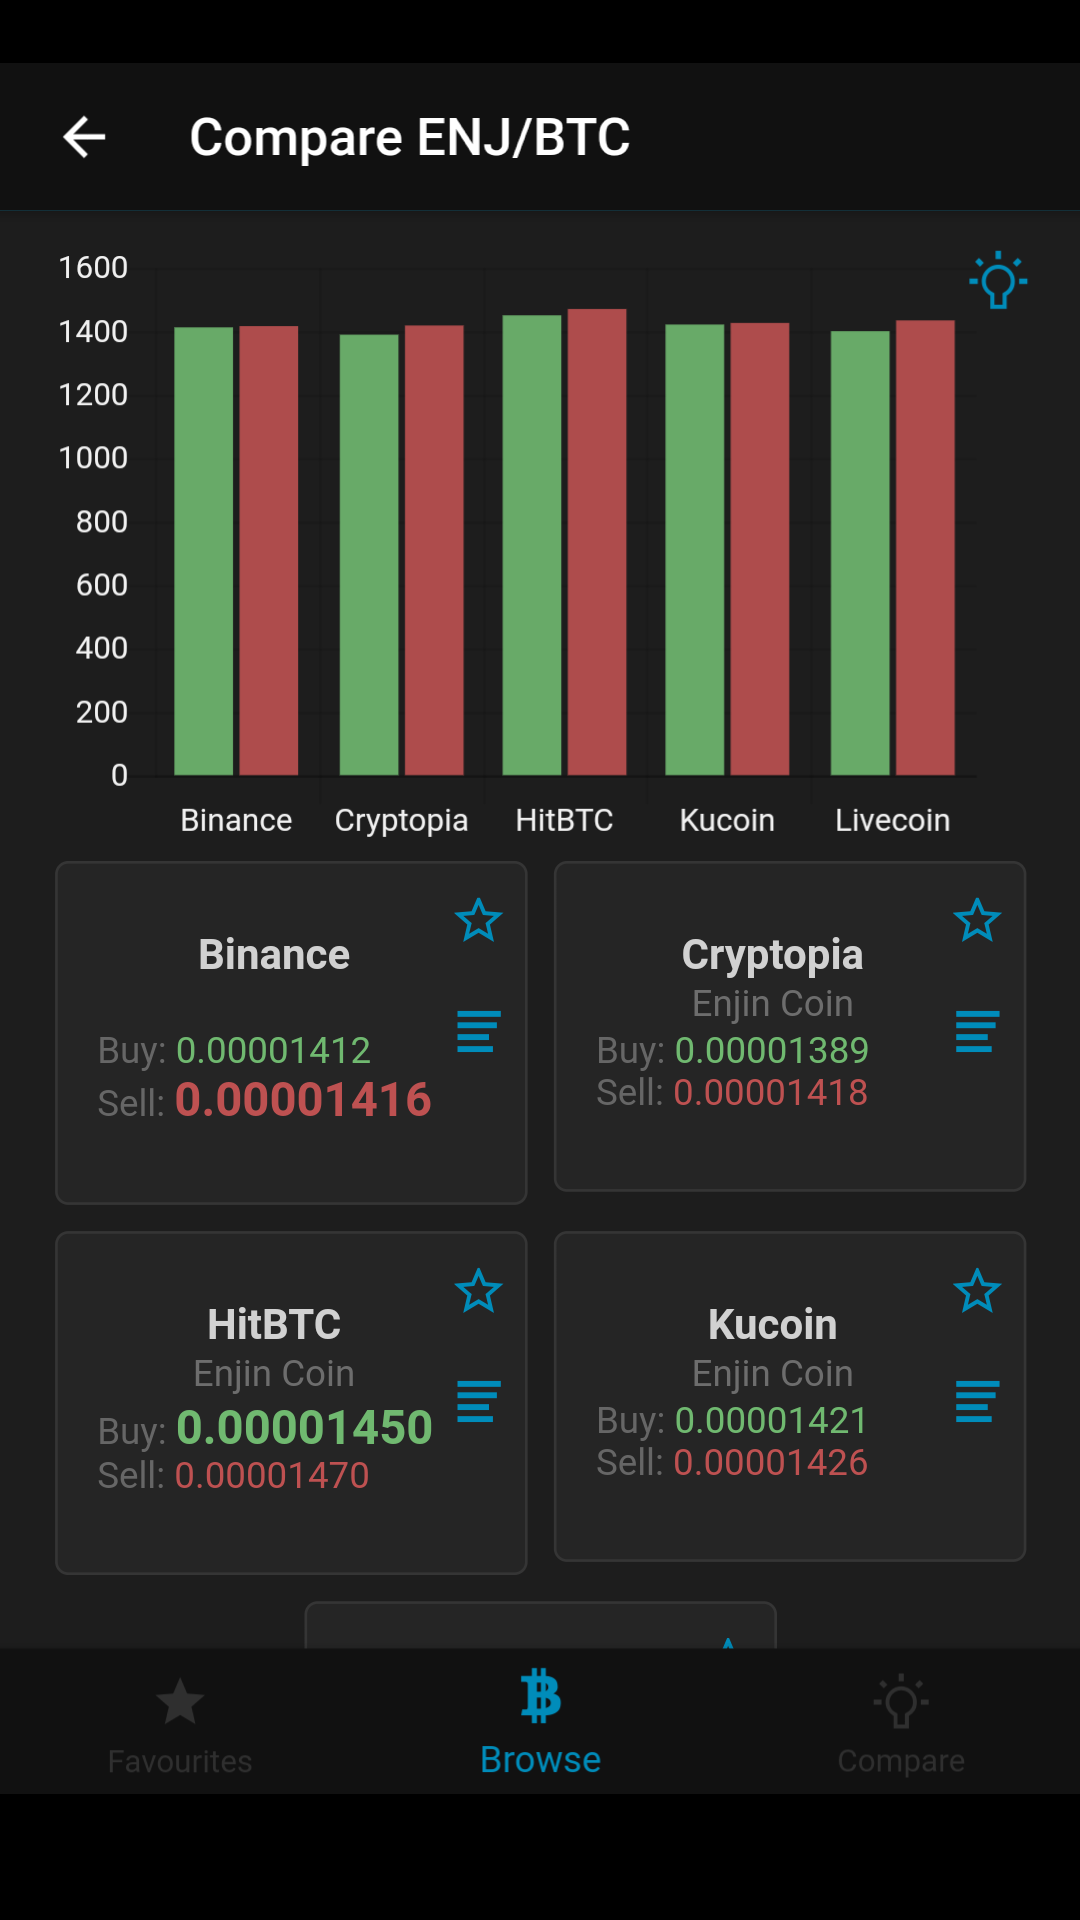 Compare ENJ/BTC
1600
1400
1200
1000
800
600
400
200
0
Binance Cryptopia HitBTC Kucoin Livecoin
Binance
Buy: 0.00001412
Sell: 0.00001416
Cryptopia
Enjin Coin
Buy: 0.00001389
Sell: 0.00001418
HitBTC
Enjin Coin
Buy: 0.00001450
Sell: 0.00001470
Kucoin
Enjin Coin
Buy: 0.00001421
Sell: 0.00001426
Favourites Browse Compare